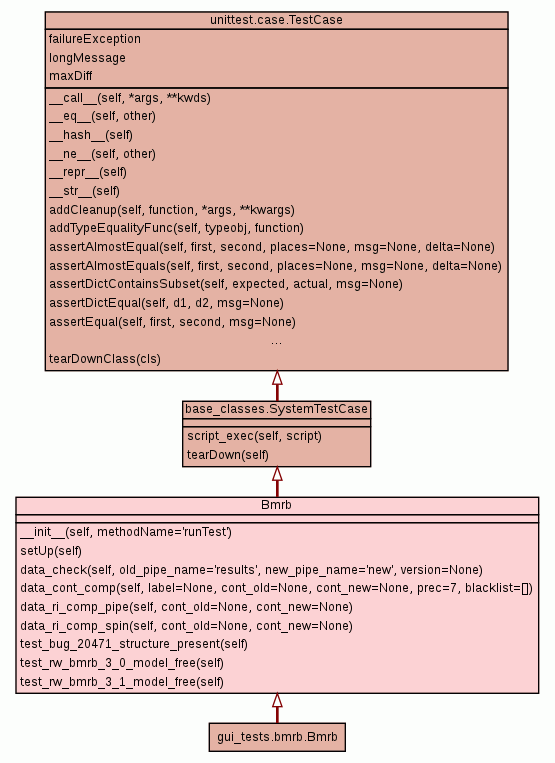 unittest.case.TestCase
failureException
longMessage
maxDiff
__call__(self, *args, **kwds)
__eq__(self, other)
__hash__(self)
__ne__(self, other)
__repr__(self)
__str__(self)
addCleanup(self, function, *args, **kwargs)
addTypeEqualityFunc(self, typeobj, function)
assertAlmostEqual(self, first, second, places=None, msg=None, delta=None)
assertAlmostEquals(self, first, second, places=None, msg=None, delta=None)
assertDictContainsSubset(self, expected, actual, msg=None)
assertDictEqual(self, d1, d2, msg=None)
assertEqual(self, first, second, msg=None)
...
tearDownClass(cls)
base_classes.SystemTestCase
script_exec(self, script)
tearDown(self)
Bmrb
__init__(self, methodName='runTest')
setUp(self)
data_check(self, old_pipe_name='results', new_pipe_name='new', version=None)
data_cont_comp(self, label=None, cont_old=None, cont_new=None, prec=7, blacklist=[])
data_ri_comp_pipe(self, cont_old=None, cont_new=None)
data_ri_comp_spin(self, cont_old=None, cont_new=None)
test_bug_20471_structure_present(self)
test_rw_bmrb_3_0_model_free(self)
test_rw_bmrb_3_1_model_free(self)
gui_tests.bmrb.Bmrb